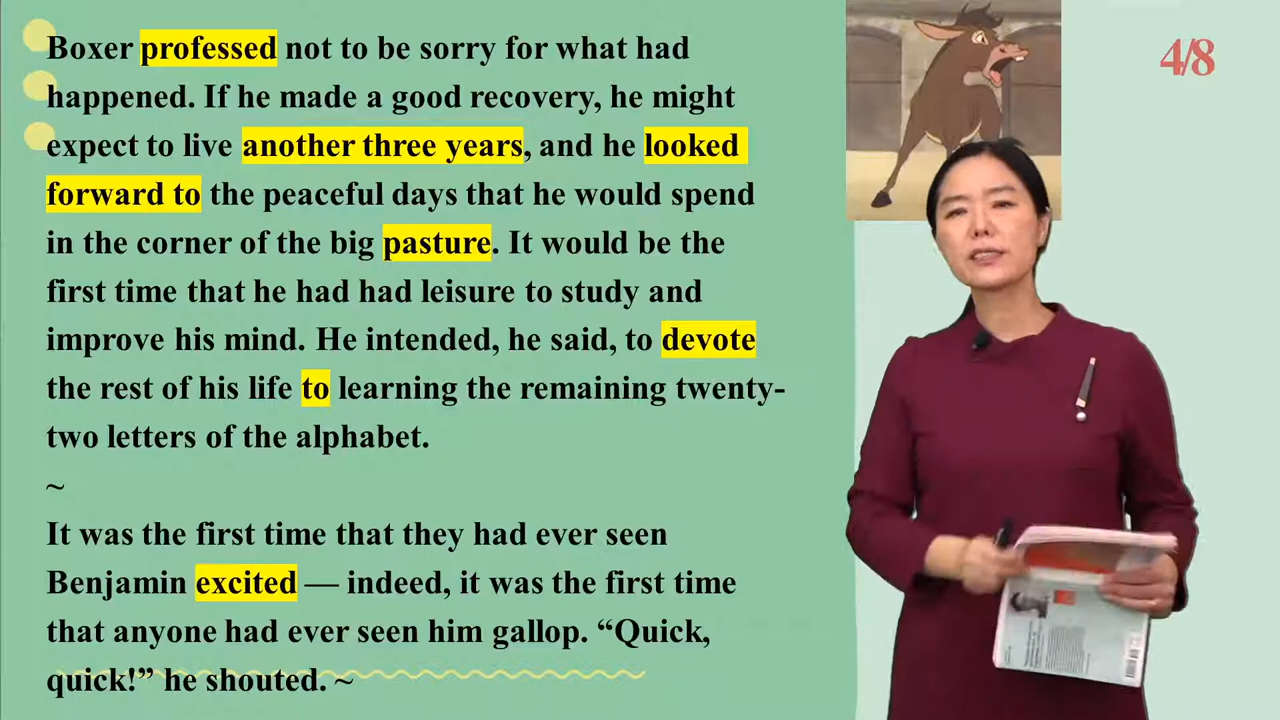 Boxer professed not to be sorry for what had
happened. If he made a good recovery, he might
expect to live another three years, and he looked
forward to the peaceful days that he would spend
in the corner of the big pasture. It would be the
first time that he had had leisure to study and
improve his mind. He intended, he said, to devote
the rest of his life to learning the remaining twenty-
two letters of the alphabet.
~
It was the first time that they had ever seen
Benjamin excited — indeed, it was the first time
that anyone had ever seen him gallop. “Quick,
quick!” he shouted. ~
4/8